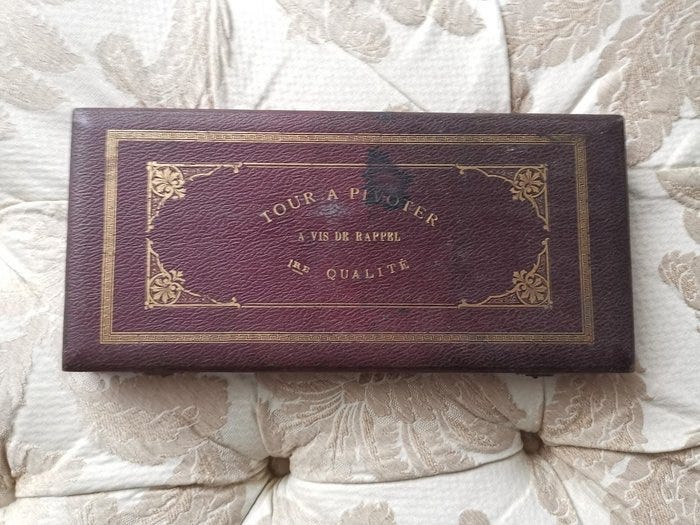 TOUR A PIVOTER
A VIS DE RAPPEL
1RE QUALITÉ